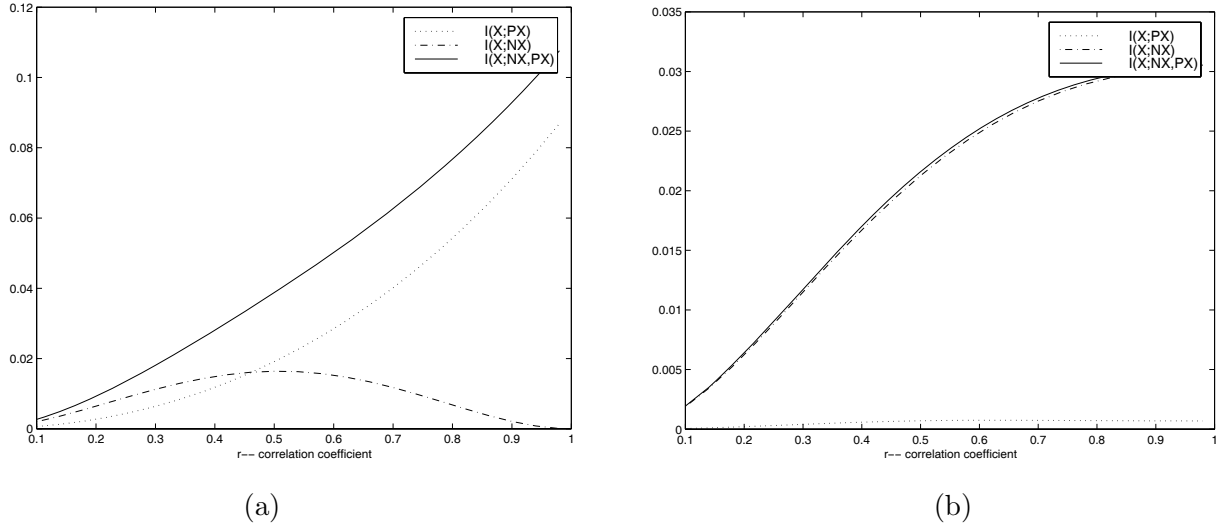 0.12
0.1
0.08
0.06
0.04
0.02
0
0.1 0.2 0.3 0.4 0.5 0.6 0.7 0.8 0.9 1
r-- correlation coefficient
I(X;PX)
I(X;NX)
I(X;NX,PX)
(a)
0.035
0.03
0.025
0.02
0.015
0.01
0.005
0
0.1 0.2 0.3 0.4 0.5 0.6 0.7 0.8 0.9 1
r-- correlation coefficient
I(X;PX)
I(X;NX)
I(X;NX,PX)
(b)